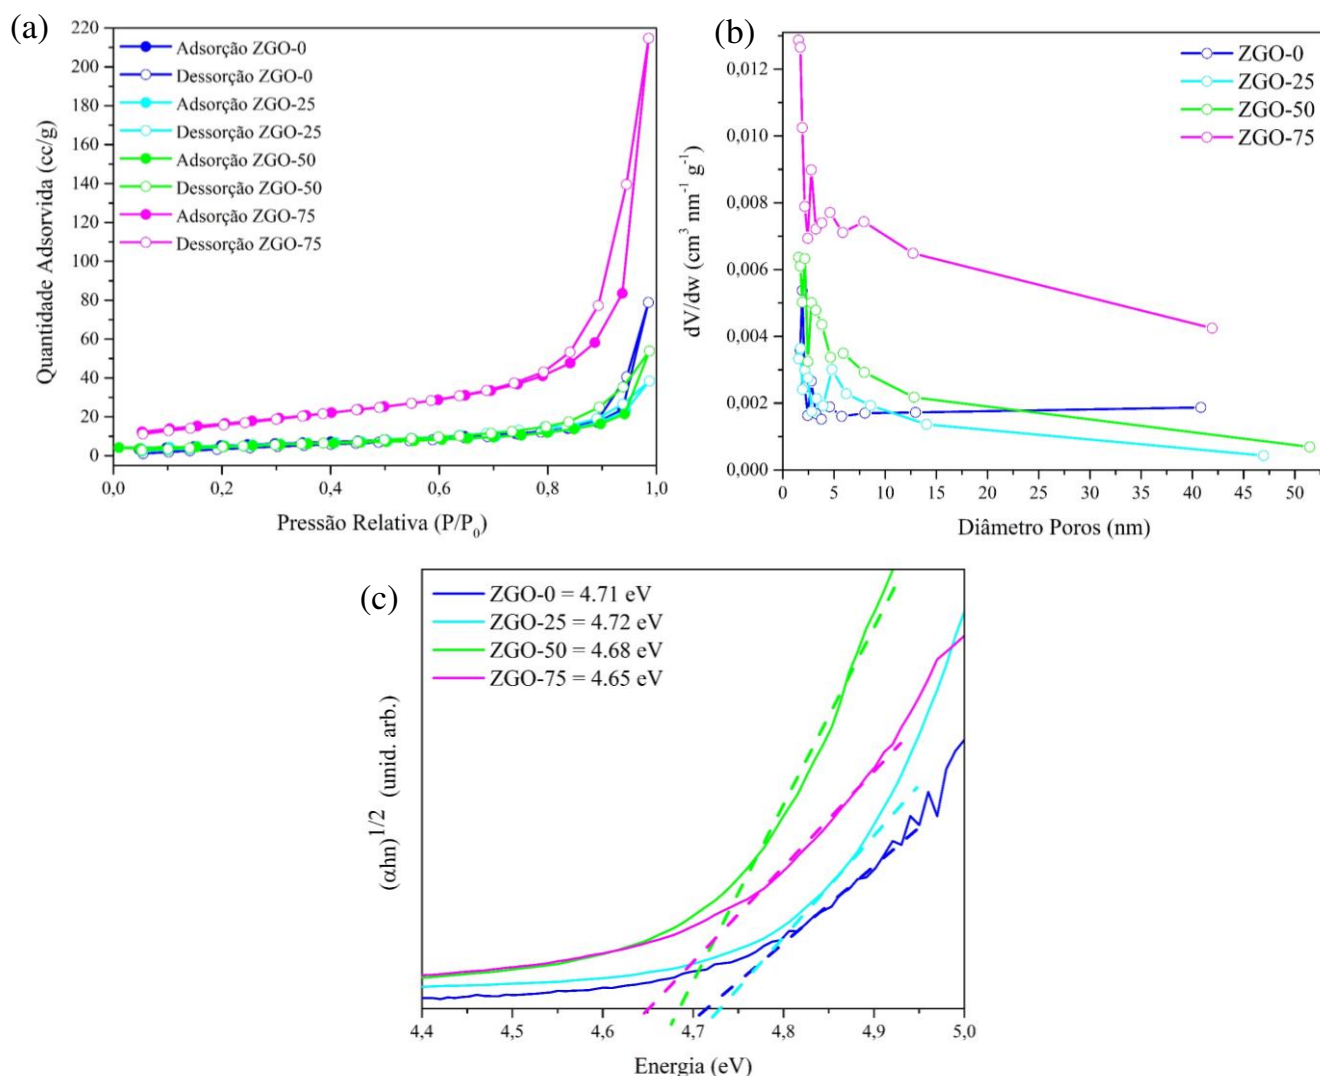 (a)
220
200
180
160
140
120
100
80
60
40
20
0
Quantidade Adsorvida (cc/g)
Adsorção ZGO-0
Dessorção ZGO-0
Adsorção ZGO-25
Dessorção ZGO-25
Adsorção ZGO-50
Dessorção ZGO-50
Adsorção ZGO-75
Dessorção ZGO-75
0,0 0,2 0,4 0,6 0,8 1,0
Pressão Relativa (P/P0)
(b)
0,012
0,010
0,008
0,006
0,004
0,002
0,000
dV/dw (cm³ nm⁻¹ g⁻¹)
ZGO-0
ZGO-25
ZGO-50
ZGO-75
0 5 10 15 20 25 30 35 40 45 50
Diâmetro Poros (nm)
(c)
(αhn)^1/2 (unid. arb.)
ZGO-0 = 4.71 eV
ZGO-25 = 4.72 eV
ZGO-50 = 4.68 eV
ZGO-75 = 4.65 eV
4,4 4,5 4,6 4,7 4,8 4,9 5,0
Energia (eV)